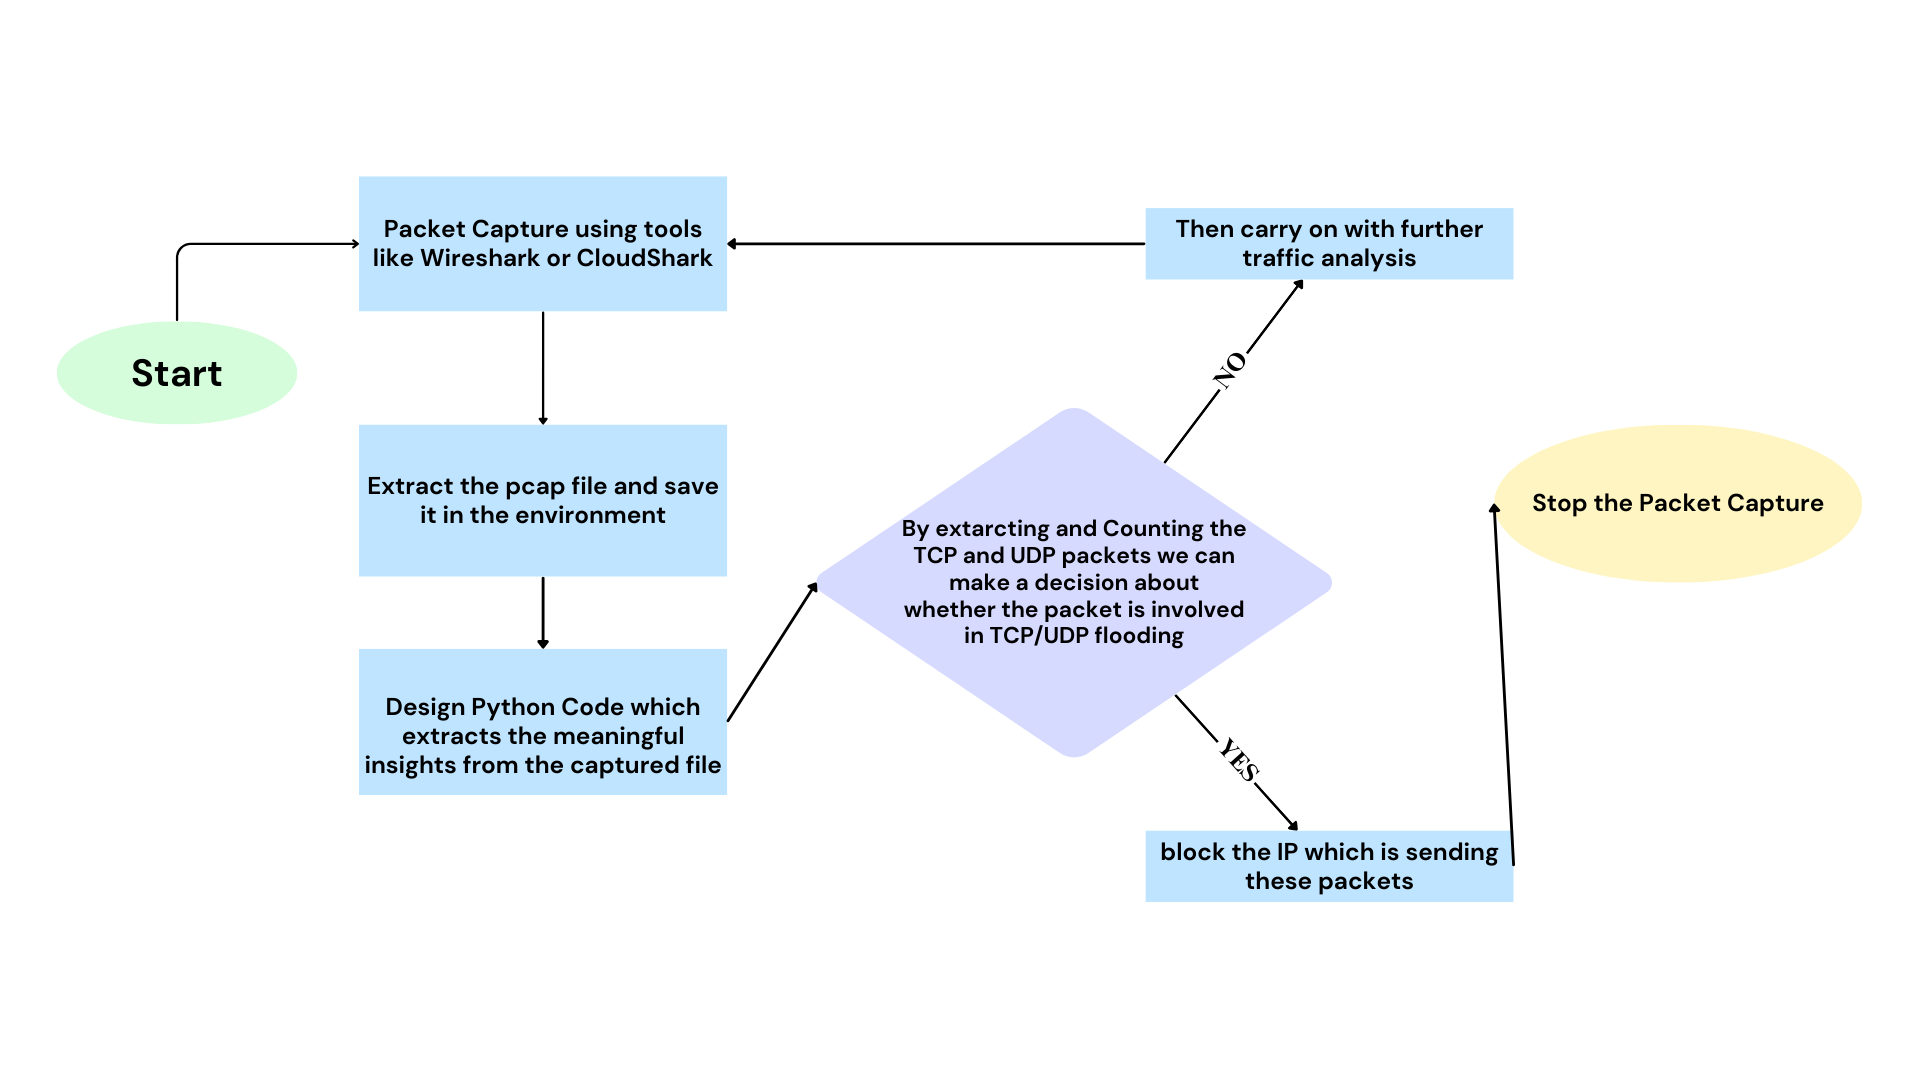 Start
Packet Capture using tools
like Wireshark or CloudShark
Extract the pcap file and save
it in the environment
Design Python Code which
extracts the meaningful
insights from the captured file
By extarcting and Counting the
TCP and UDP packets we can
make a decision about
whether the packet is involved
in TCP/UDP flooding
NO
Then carry on with further
traffic analysis
YES
block the IP which is sending
these packets
Stop the Packet Capture